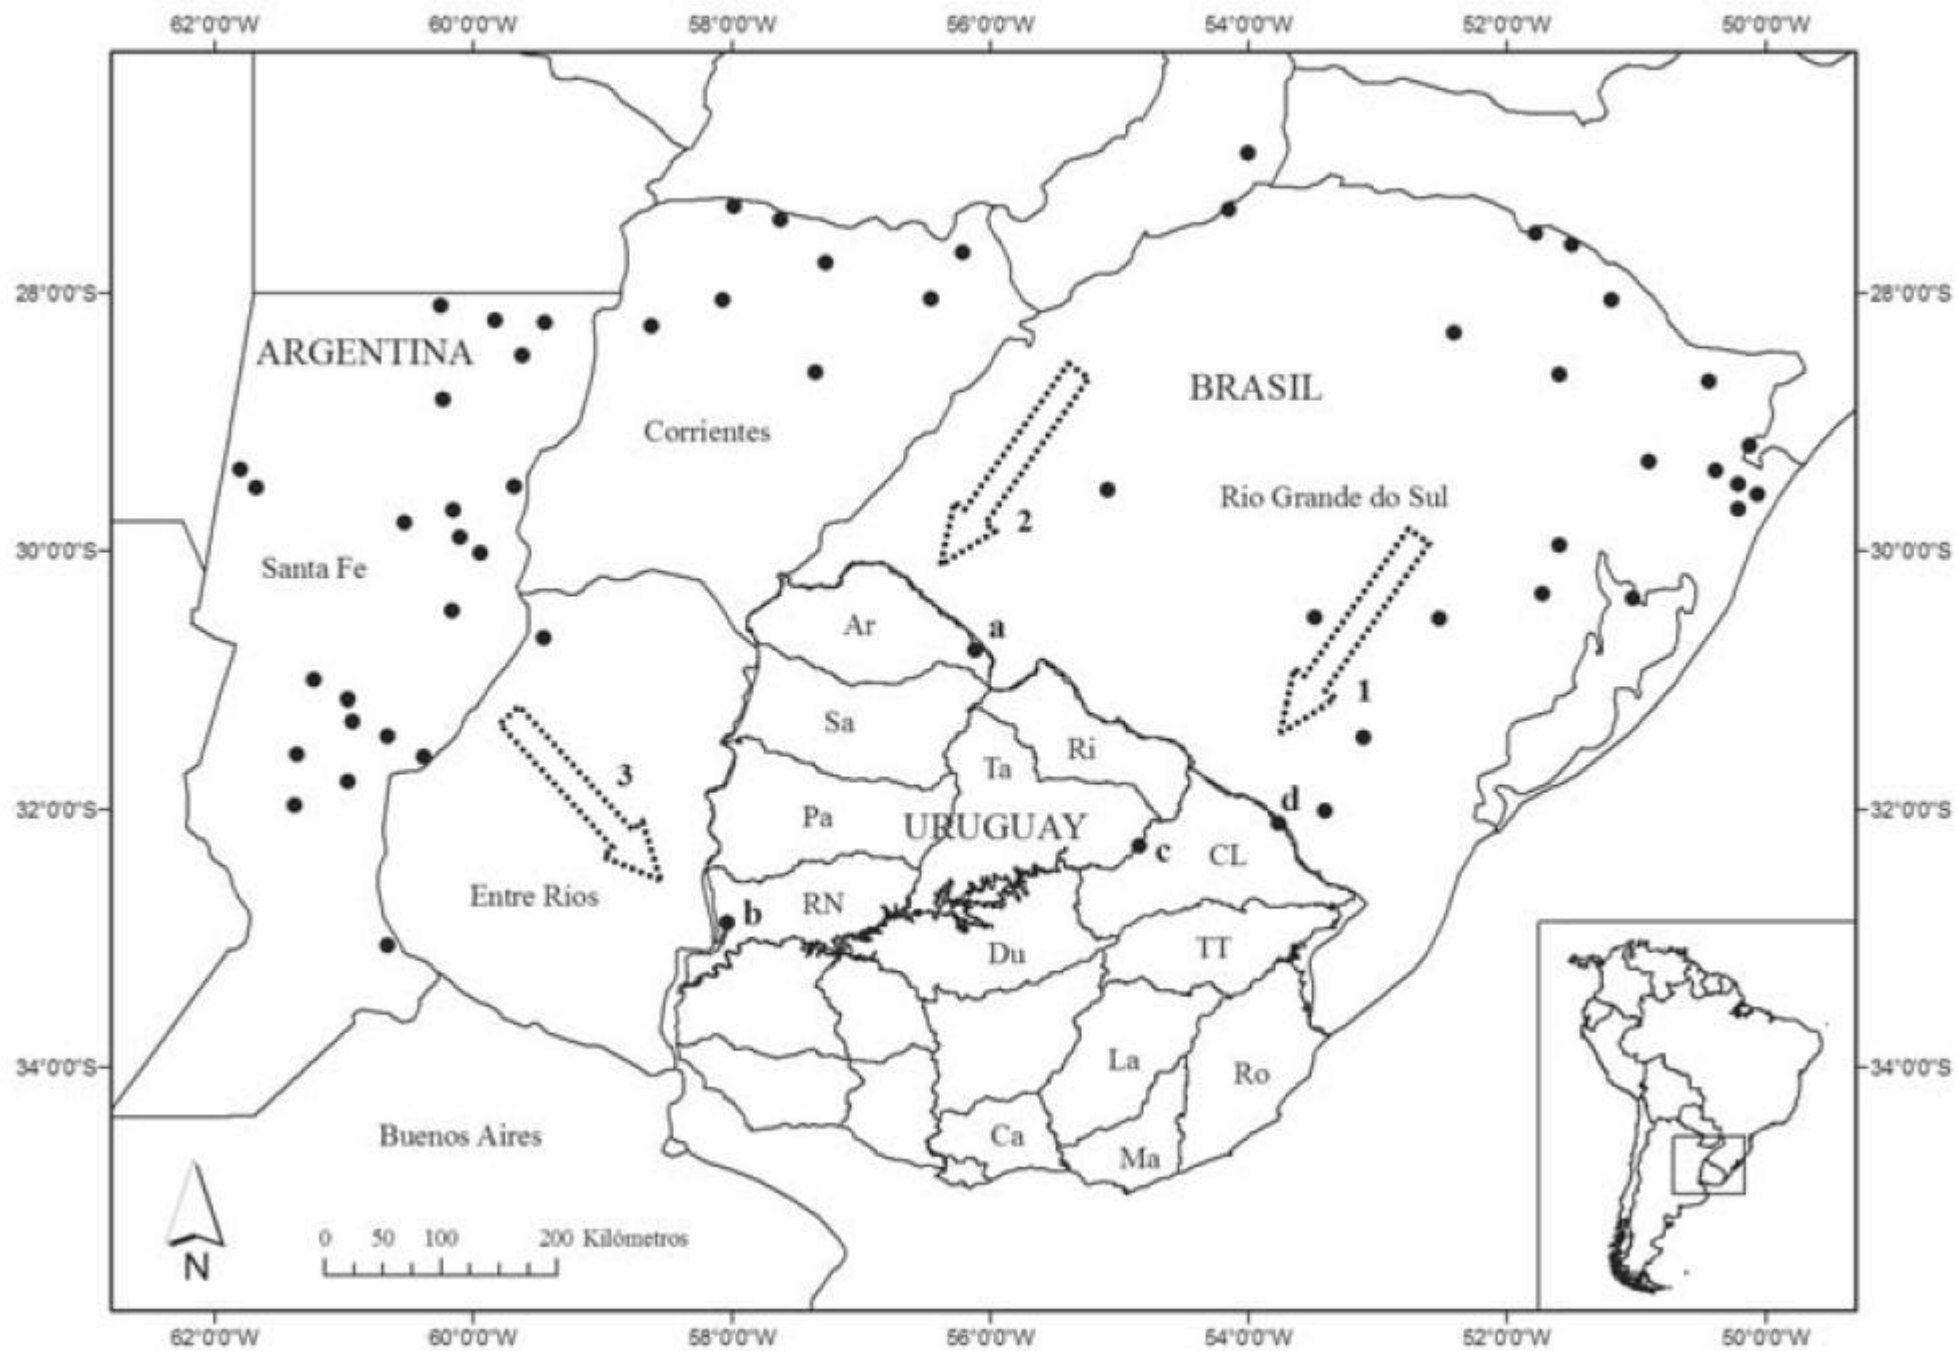 62°0'0"W 60°0'0"W 58°0'0"W 56°0'0"W 54°0'0"W 52°0'0"W 50°0'0"W
28°0'0"S 28°0'0"S
ARGENTINA
BRASIL
Corrientes
2
Rio Grande do Sul
30°0'0"S 30°0'0"S
Santa Fe
Ar a
1
Sa
Ri
Ta
3
d
32°0'0"S 32°0'0"S
Pa
URUGUAY
c CL
Entre Ríos
RN
b
Du TT
La
34°0'0"S 34°0'0"S
Ro
Buenos Aires
Ca
Ma
0 50 100 200 Kilómetros
N
62°0'0"W 60°0'0"W 58°0'0"W 56°0'0"W 54°0'0"W 52°0'0"W 50°0'0"W